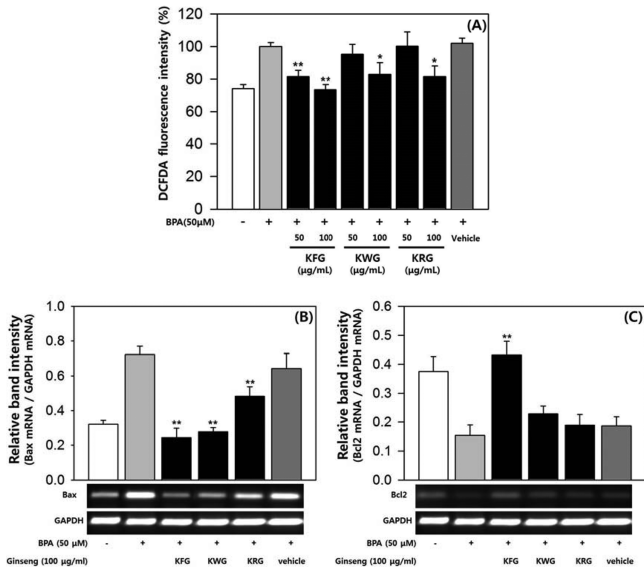 (A)
DCFDA fluorescence intensity (%)
120
100
80
60
40
20
0
** ** * *
BPA(50μM) - + + + + + + + +
50 100 50 100 50 100 Vehicle
KFG KWG KRG
(μg/mL) (μg/mL) (μg/mL)
(B)
Relative band intensity
(Bax mRNA / GAPDH mRNA)
1.0
0.8
0.6
0.4
0.2
0.0
** ** **
Bax
GAPDH
BPA (50 μM) - + + + + +
Ginseng (100 μg/ml) KFG KWG KRG vehicle
(C)
Relative band intensity
(Bcl2 mRNA / GAPDH mRNA)
0.6
0.5
0.4
0.3
0.2
0.1
0.0
**
Bcl2
GAPDH
BPA (50 μM) - + + + + +
Ginseng (100 μg/ml) KFG KWG KRG vehicle